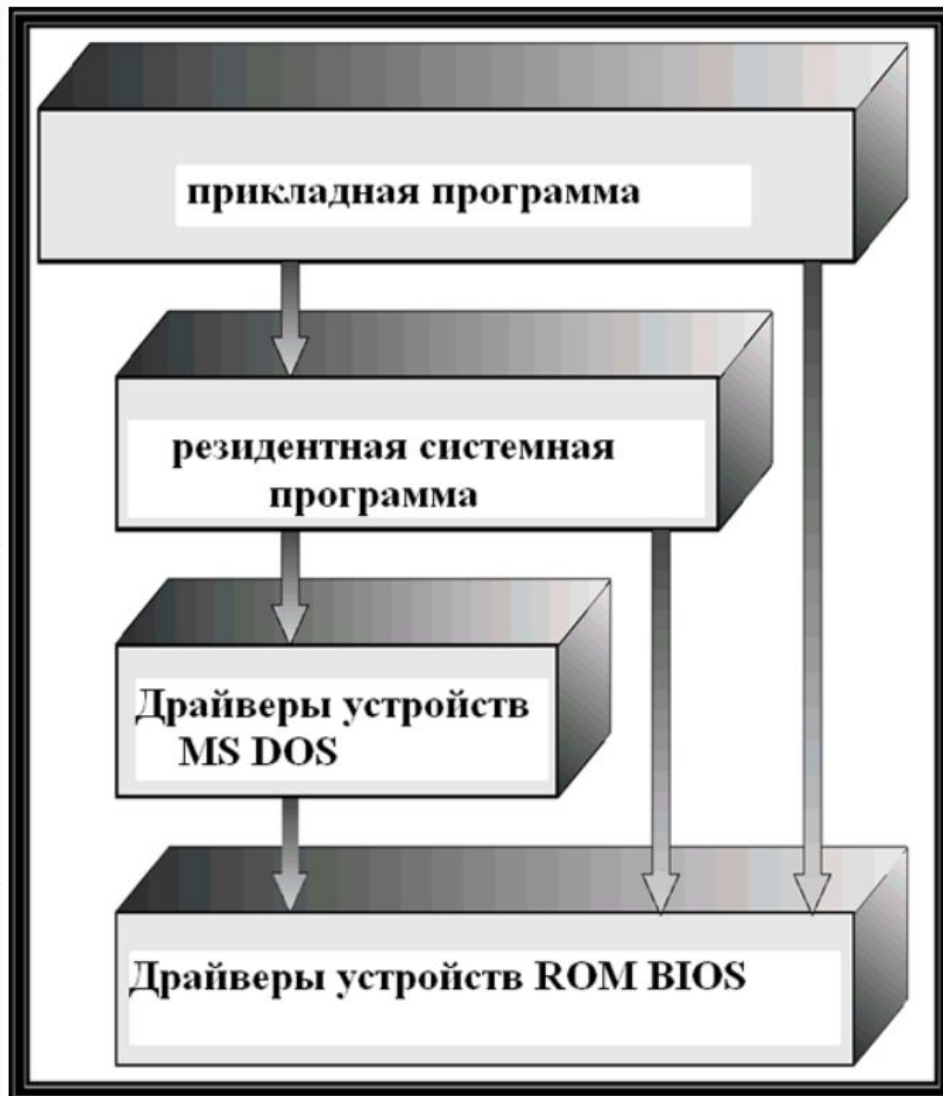 прикладная программа
резидентная системная
программа
Драйверы устройств
MS DOS
Драйверы устройств ROM BIOS